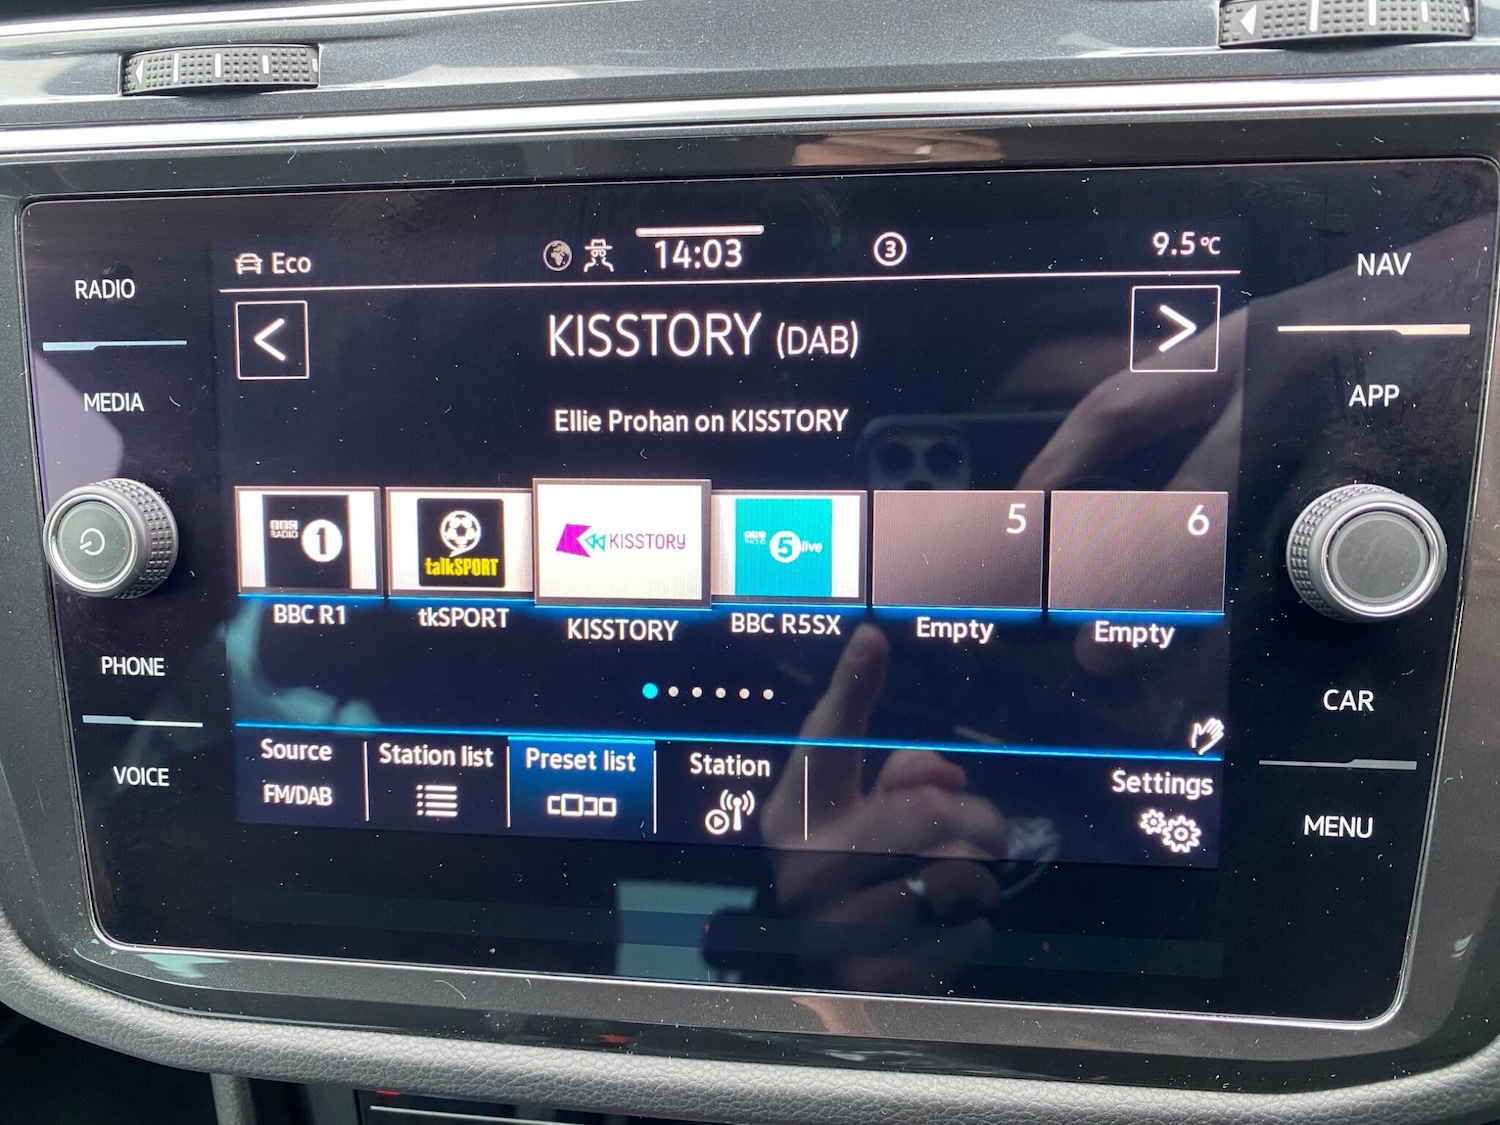 RADIO
MEDIA
PHONE
VOICE
Eco
14:03
3
9.5°C
<
KISSTORY (DAB)
>
Ellie Prohan on KISSTORY
BBC
RADIO
1
talkSPORT
KISSTORY
5 live
5
6
BBC R1
tkSPORT
KISSTORY
BBC R5SX
Empty
Empty
Source
FM/DAB
Station list
Preset list
Station
Settings
NAV
APP
CAR
MENU